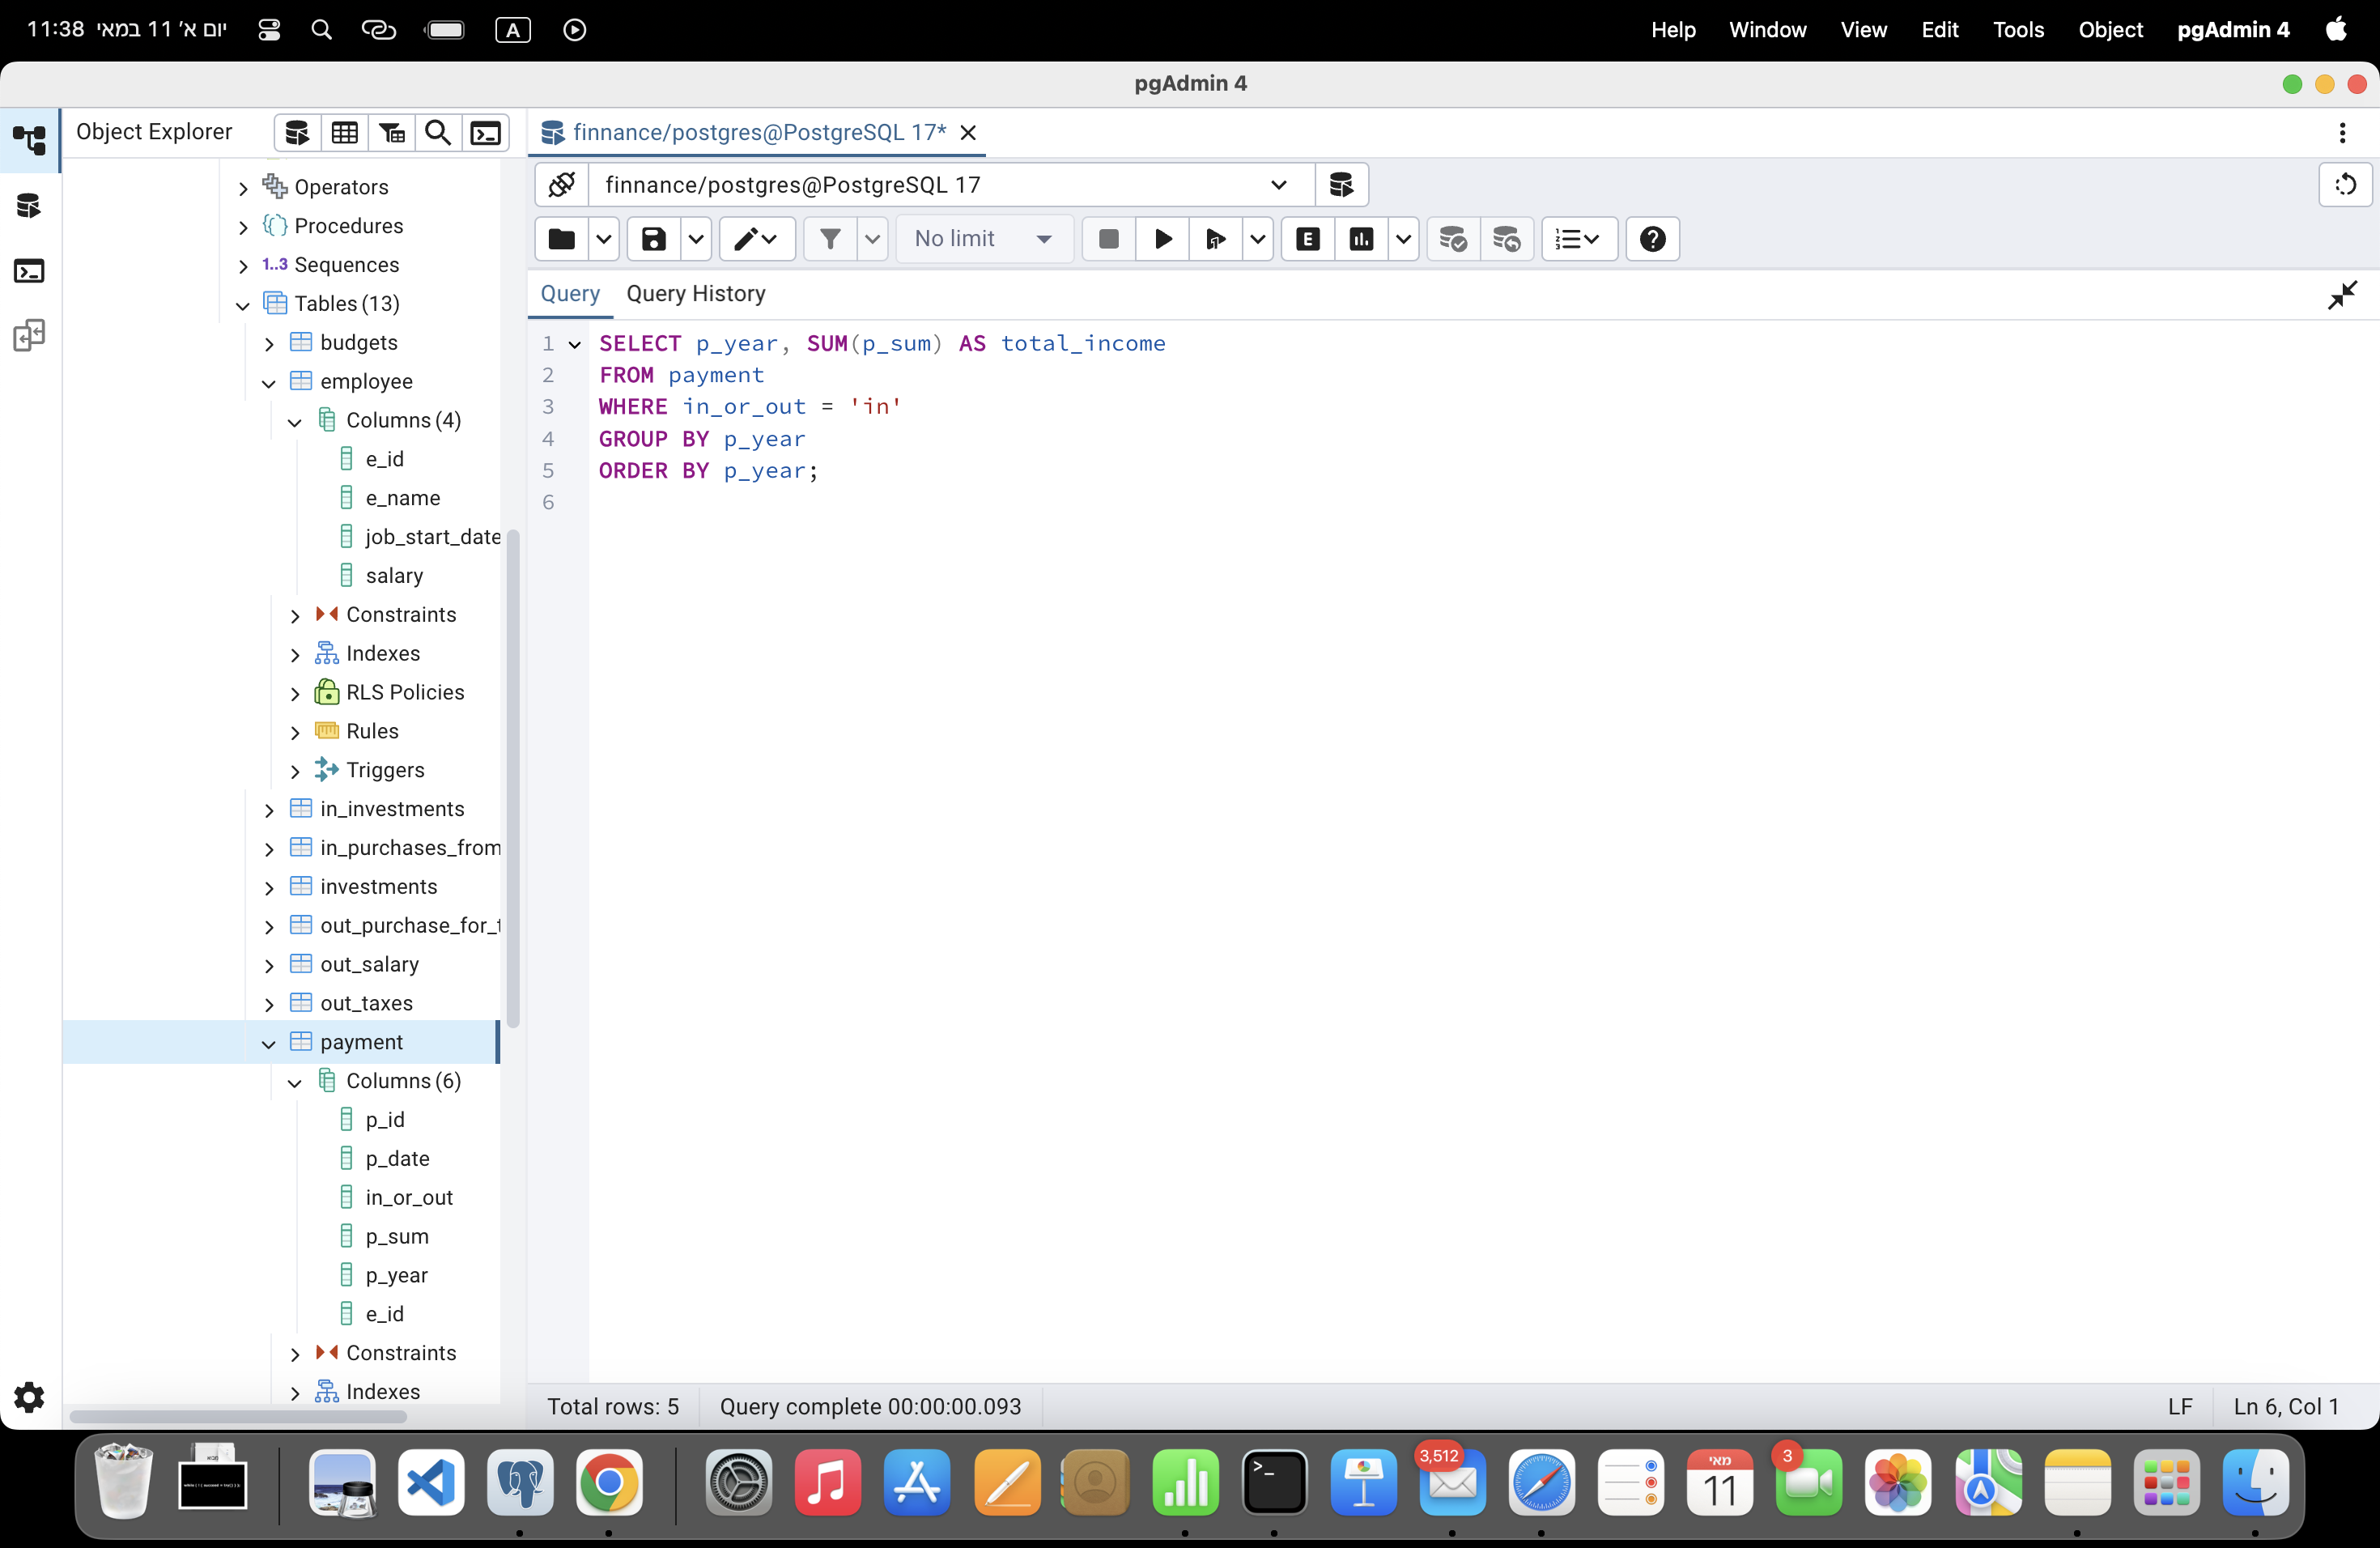 11:38 יום א׳ 11 במאי A Help Window View Edit Tools Object pgAdmin 4
pgAdmin 4
Object Explorer
finnance/postgres@PostgreSQL 17*
finnance/postgres@PostgreSQL 17
No limit
E
Query Query History
Operators
Procedures
1..3 Sequences
Tables (13)
budgets
employee
Columns (4)
e_id
e_name
job_start_date
salary
Constraints
Indexes
RLS Policies
Rules
Triggers
in_investments
in_purchases_from
investments
out_purchase_for_t
out_salary
out_taxes
payment
Columns (6)
p_id
p_date
in_or_out
p_sum
p_year
e_id
Constraints
Indexes
1 SELECT p_year, SUM(p_sum) AS total_income
2 FROM payment
3 WHERE in_or_out = 'in'
4 GROUP BY p_year
5 ORDER BY p_year;
6
Total rows: 5 Query complete 00:00:00.093 LF Ln 6, Col 1
3,512
מאי
11
3